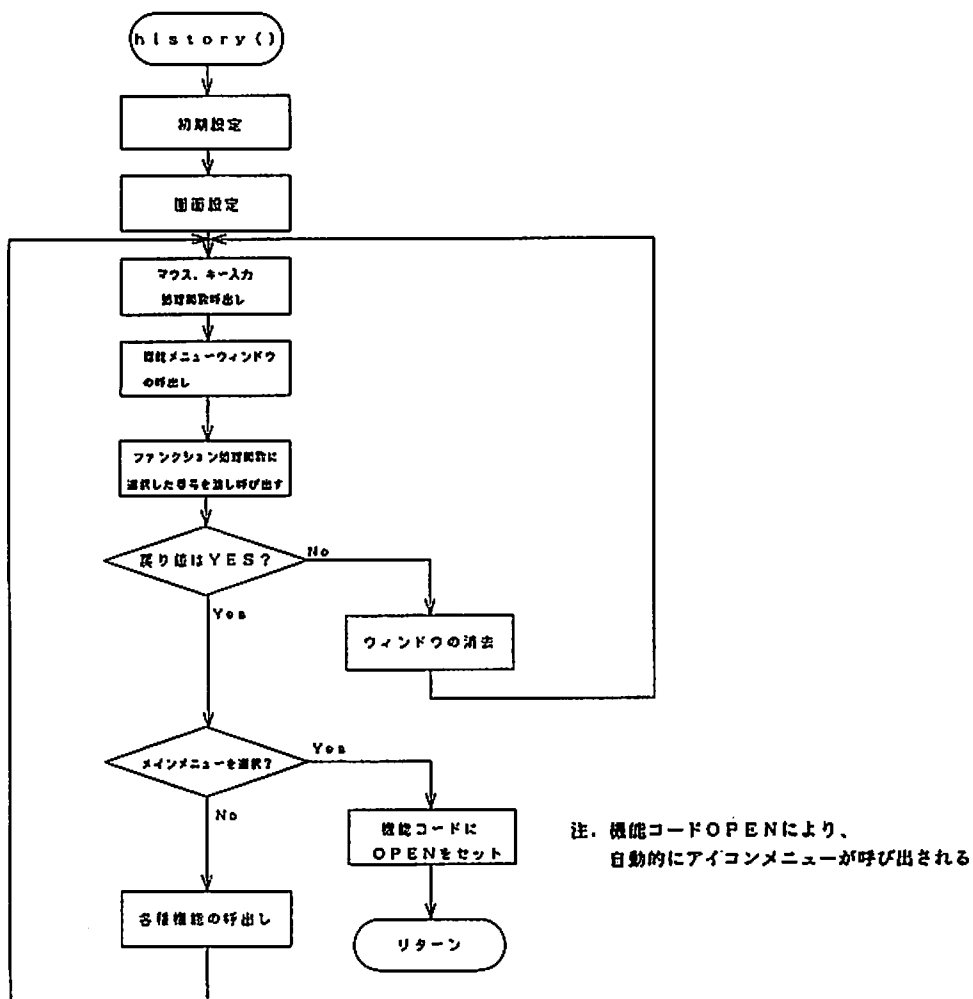 history()
初期設定
画面設定
マウス、キー入力
処理関数呼出し
機能メニューウィンドウ
の呼出し
ファンクション処理関数に
選択した番号を渡し呼び出す
戻り値はYES?
No
Yes
ウィンドウの消去
メインメニューを選択?
Yes
No
機能コードに
OPENをセット
注. 機能コードOPENにより、
自動的にアイコンメニューが呼び出される
各種機能の呼出し
リターン